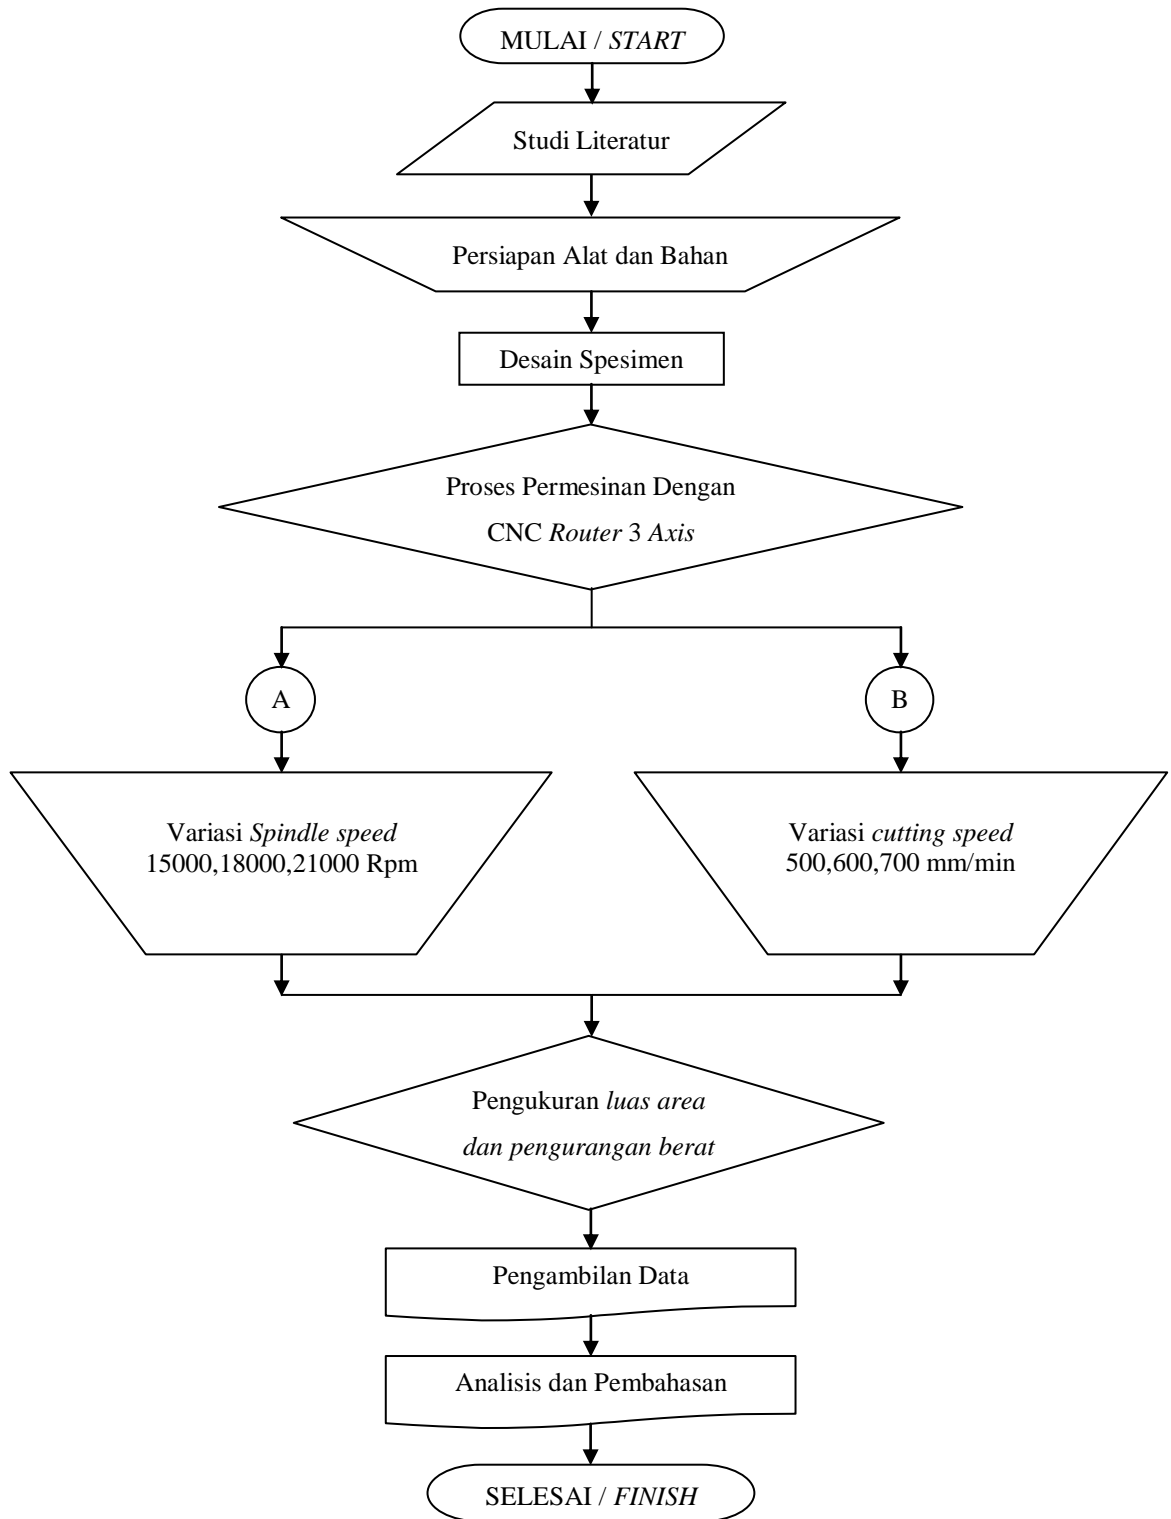 MULAI / START
Studi Literatur
Persiapan Alat dan Bahan
Desain Spesimen
Proses Permesinan Dengan
CNC Router 3 Axis
A
B
Variasi Spindle speed
15000,18000,21000 Rpm
Variasi cutting speed
500,600,700 mm/min
Pengukuran luas area
dan pengurangan berat
Pengambilan Data
Analisis dan Pembahasan
SELESAI / FINISH